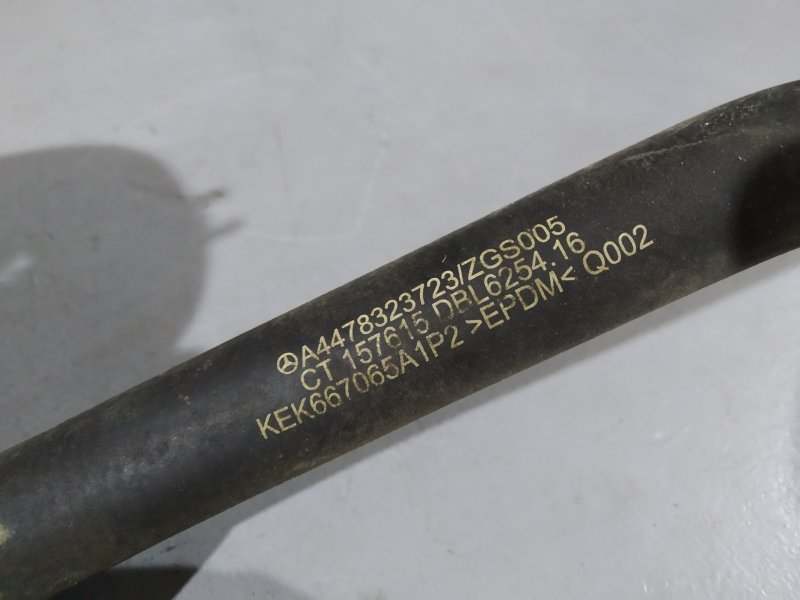 A4478323723/ZGS005
CT 157615 DBL6254.16
KEK667065A1P2 >EPDM< Q002